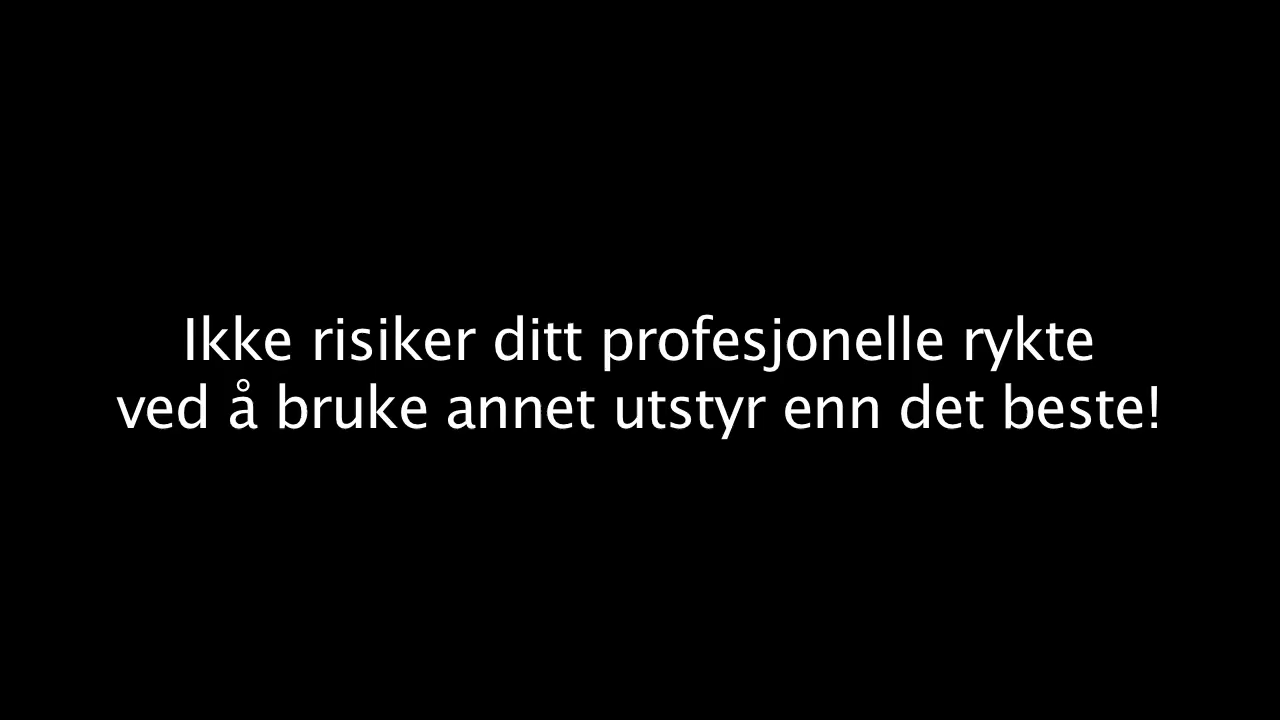 Ikke risiker ditt profesjonelle rykte
ved å bruke annet utstyr enn det beste!